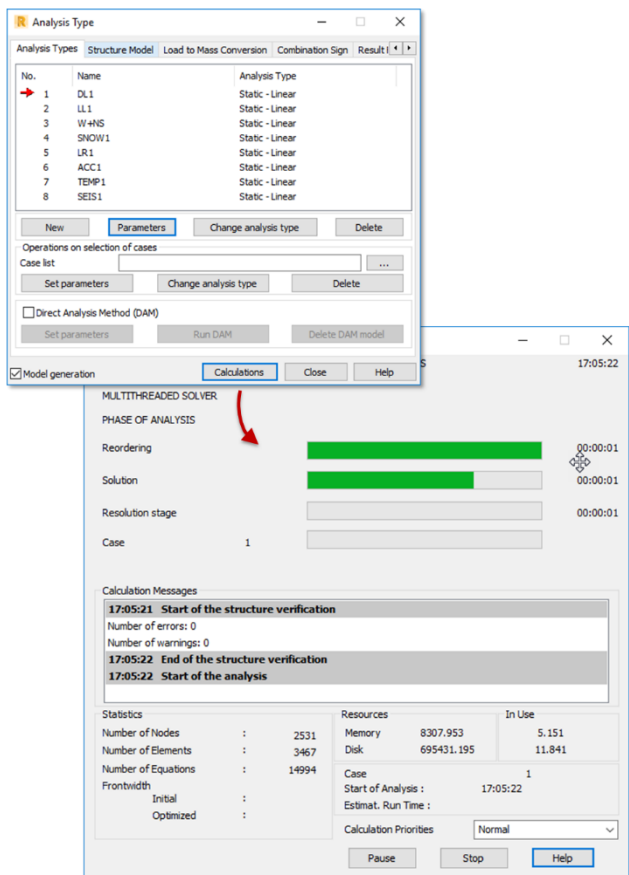 R Analysis Type
Analysis Types Structure Model Load to Mass Conversion Combination Sign Result
No. Name Analysis Type
1 DL1 Static - Linear
2 LL1 Static - Linear
3 W+NS Static - Linear
4 SNOW1 Static - Linear
5 LR1 Static - Linear
6 ACC1 Static - Linear
7 TEMP1 Static - Linear
8 SEIS1 Static - Linear
New Parameters Change analysis type Delete
Operations on selection of cases
Case list ...
Set parameters Change analysis type Delete
Direct Analysis Method (DAM)
Set parameters Run DAM Delete DAM model
Model generation Calculations Close Help
S 17:05:22
MULTITHREADED SOLVER
PHASE OF ANALYSIS
Reordering 00:00:01
Solution 00:00:01
Resolution stage 00:00:01
Case 1
Calculation Messages
17:05:21 Start of the structure verification
Number of errors: 0
Number of warnings: 0
17:05:22 End of the structure verification
17:05:22 Start of the analysis
Statistics Resources In Use
Number of Nodes : 2531 Memory 8307.953 5.151
Number of Elements : 3467 Disk 695431.195 11.841
Number of Equations : 14994
Case 1
Frontwidth
Start of Analysis : 17:05:22
Initial :
Estimat. Run Time :
Optimized :
Calculation Priorities Normal
Pause Stop Help